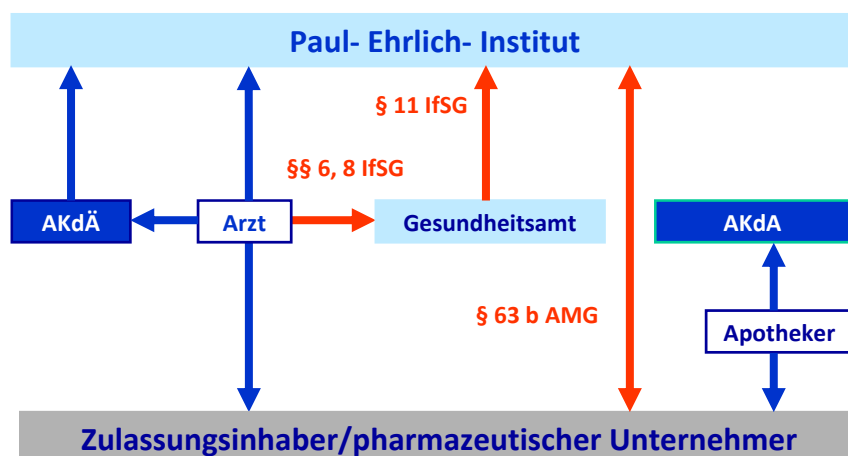 Paul- Ehrlich- Institut
§ 11 IfSG
§§ 6, 8 IfSG
AKdÄ
Arzt
Gesundheitsamt
AKdA
§ 63 b AMG
Apotheker
Zulassungsinhaber/pharmazeutischer Unternehmer